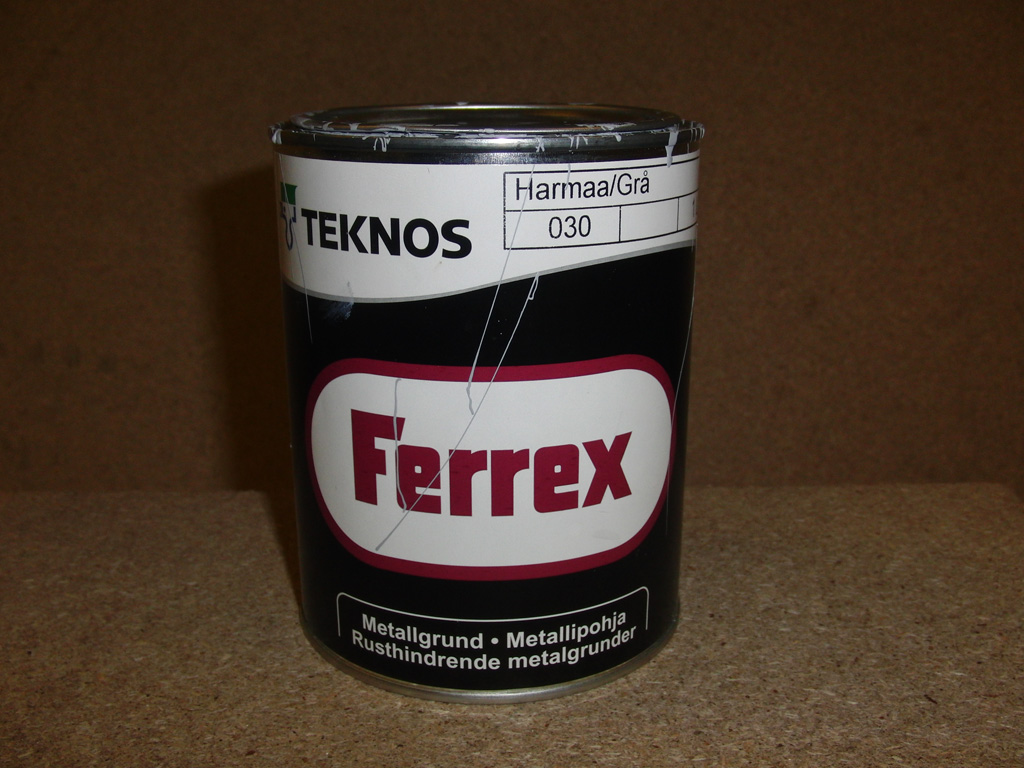 TEKNOS
Harmaa/Grå
030
Ferrex
Metallgrund • Metallipohja
Rusthindrende metalgrunder